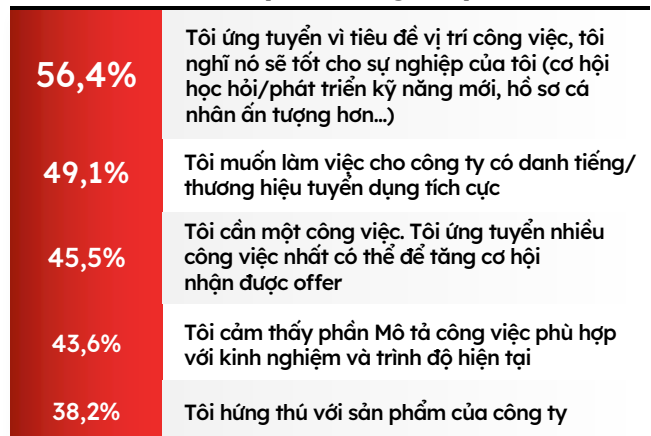 56,4%
Tôi ứng tuyển vì tiêu đề vị trí công việc, tôi
nghĩ nó sẽ tốt cho sự nghiệp của tôi (cơ hội
học hỏi/phát triển kỹ năng mới, hồ sơ cá
nhân ấn tượng hơn...)
49,1%
Tôi muốn làm việc cho công ty có danh tiếng/
thương hiệu tuyển dụng tích cực
45,5%
Tôi cần một công việc. Tôi ứng tuyển nhiều
công việc nhất có thể để tăng cơ hội
nhận được offer
43,6%
Tôi cảm thấy phần Mô tả công việc phù hợp
với kinh nghiệm và trình độ hiện tại
38,2%
Tôi hứng thú với sản phẩm của công ty